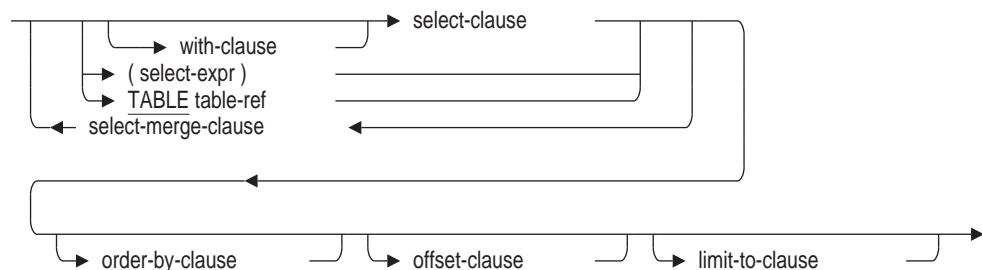 select-clause
with-clause
( select-expr )
TABLE table-ref
select-merge-clause
order-by-clause offset-clause limit-to-clause